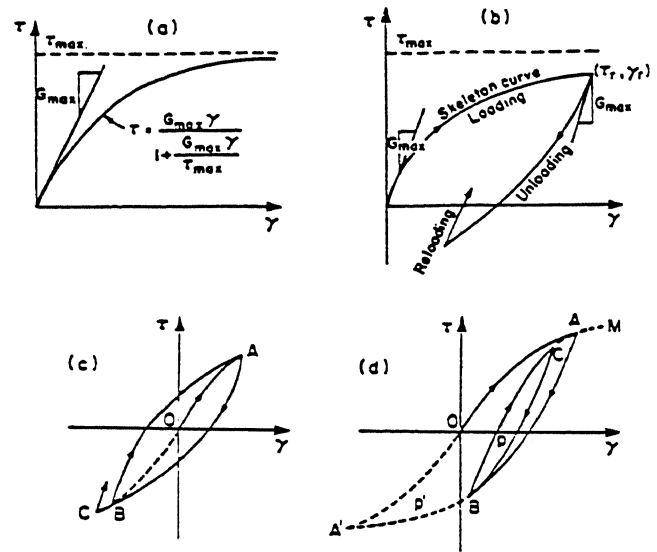 τ
(a)
τmax.
Gmax
τ = Gmax γ
1 + Gmax γ
τmax
γ
τ
(b)
τmax
(τr, γr)
Skeleton curve
Loading
Gmax
Gmax
Unloading
Reloading
γ
(c)
τ
A
O
γ
C
B
(d)
τ
A
M
C
O
P
γ
P'
B
A'